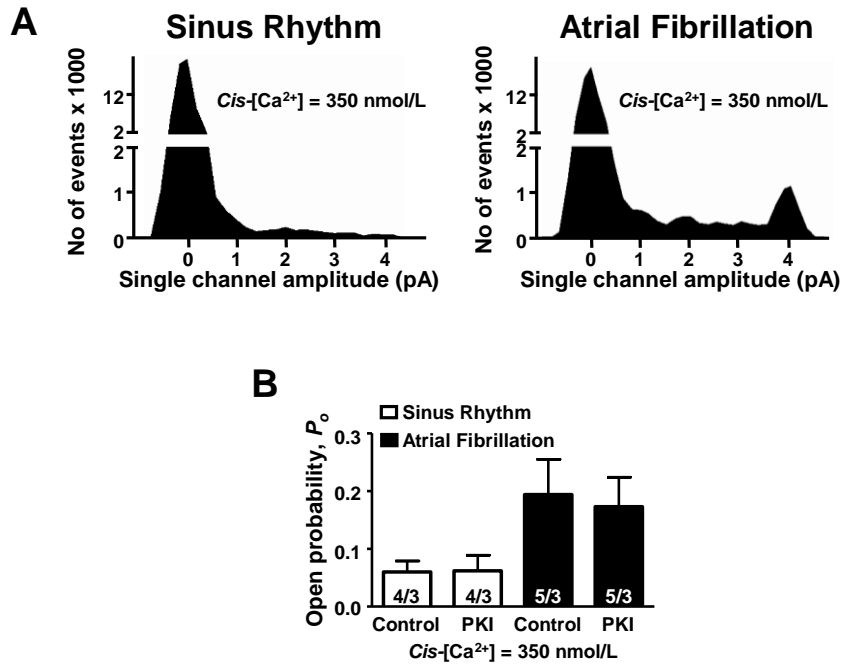 A
Sinus Rhythm
No of events x 1000
12
2
2
1
0
Cis-[Ca²⁺] = 350 nmol/L
0 1 2 3 4
Single channel amplitude (pA)
Atrial Fibrillation
No of events x 1000
12
2
2
1
0
Cis-[Ca²⁺] = 350 nmol/L
0 1 2 3 4
Single channel amplitude (pA)
B
Sinus Rhythm
Atrial Fibrillation
Open probability, Pₒ
0.3
0.2
0.1
0.0
4/3 4/3 5/3 5/3
Control PKI Control PKI
Cis-[Ca²⁺] = 350 nmol/L